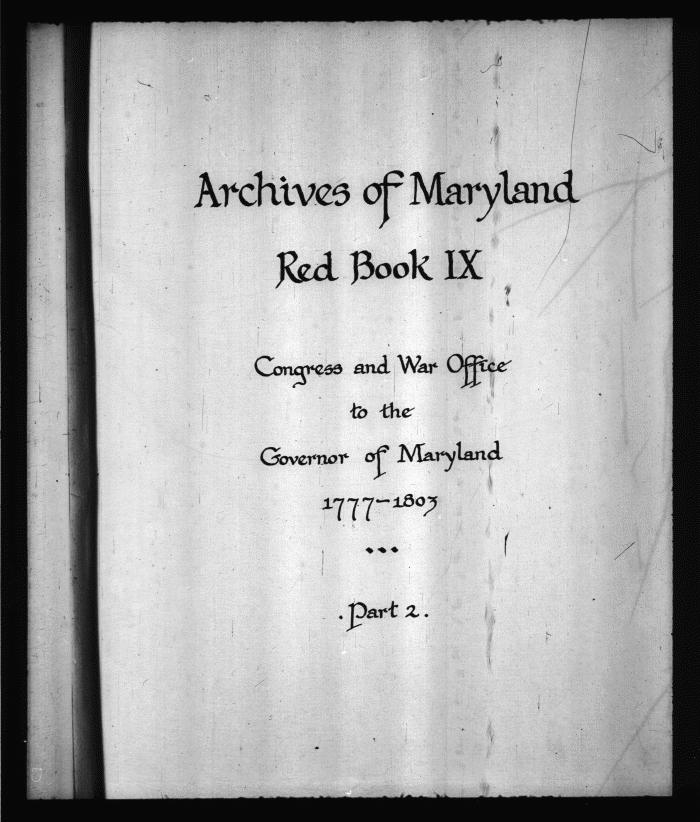 Archives of Maryland
Red Book IX
Congress and War Office
to the
Governor of Maryland
1777-1803
...
. Part 2 .